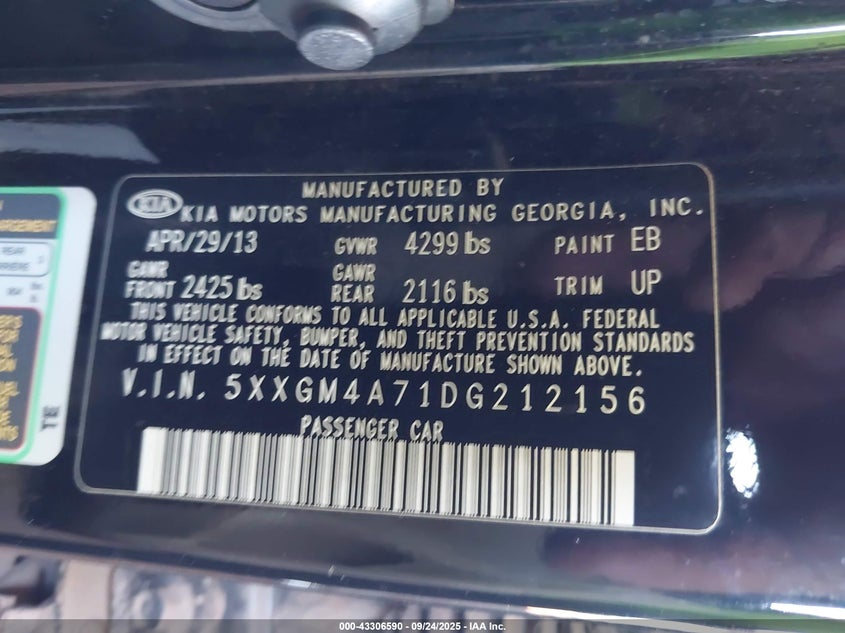 MANUFACTURED BY
KIA KIA MOTORS MANUFACTURING GEORGIA, INC.
APR/29/13 GVWR 4299 lbs PAINT EB
GAWR FRONT 2425 lbs GAWR REAR 2116 lbs TRIM UP
THIS VEHICLE CONFORMS TO ALL APPLICABLE U.S.A. FEDERAL
MOTOR VEHICLE SAFETY, BUMPER, AND THEFT PREVENTION STANDARDS
IN EFFECT ON THE DATE OF MANUFACTURE SHOWN ABOVE.
V.I.N. 5XXGM4A71DG212156
PASSENGER CAR
REAR
TE
000-43306590 - 09/24/2025 - IAA Inc.